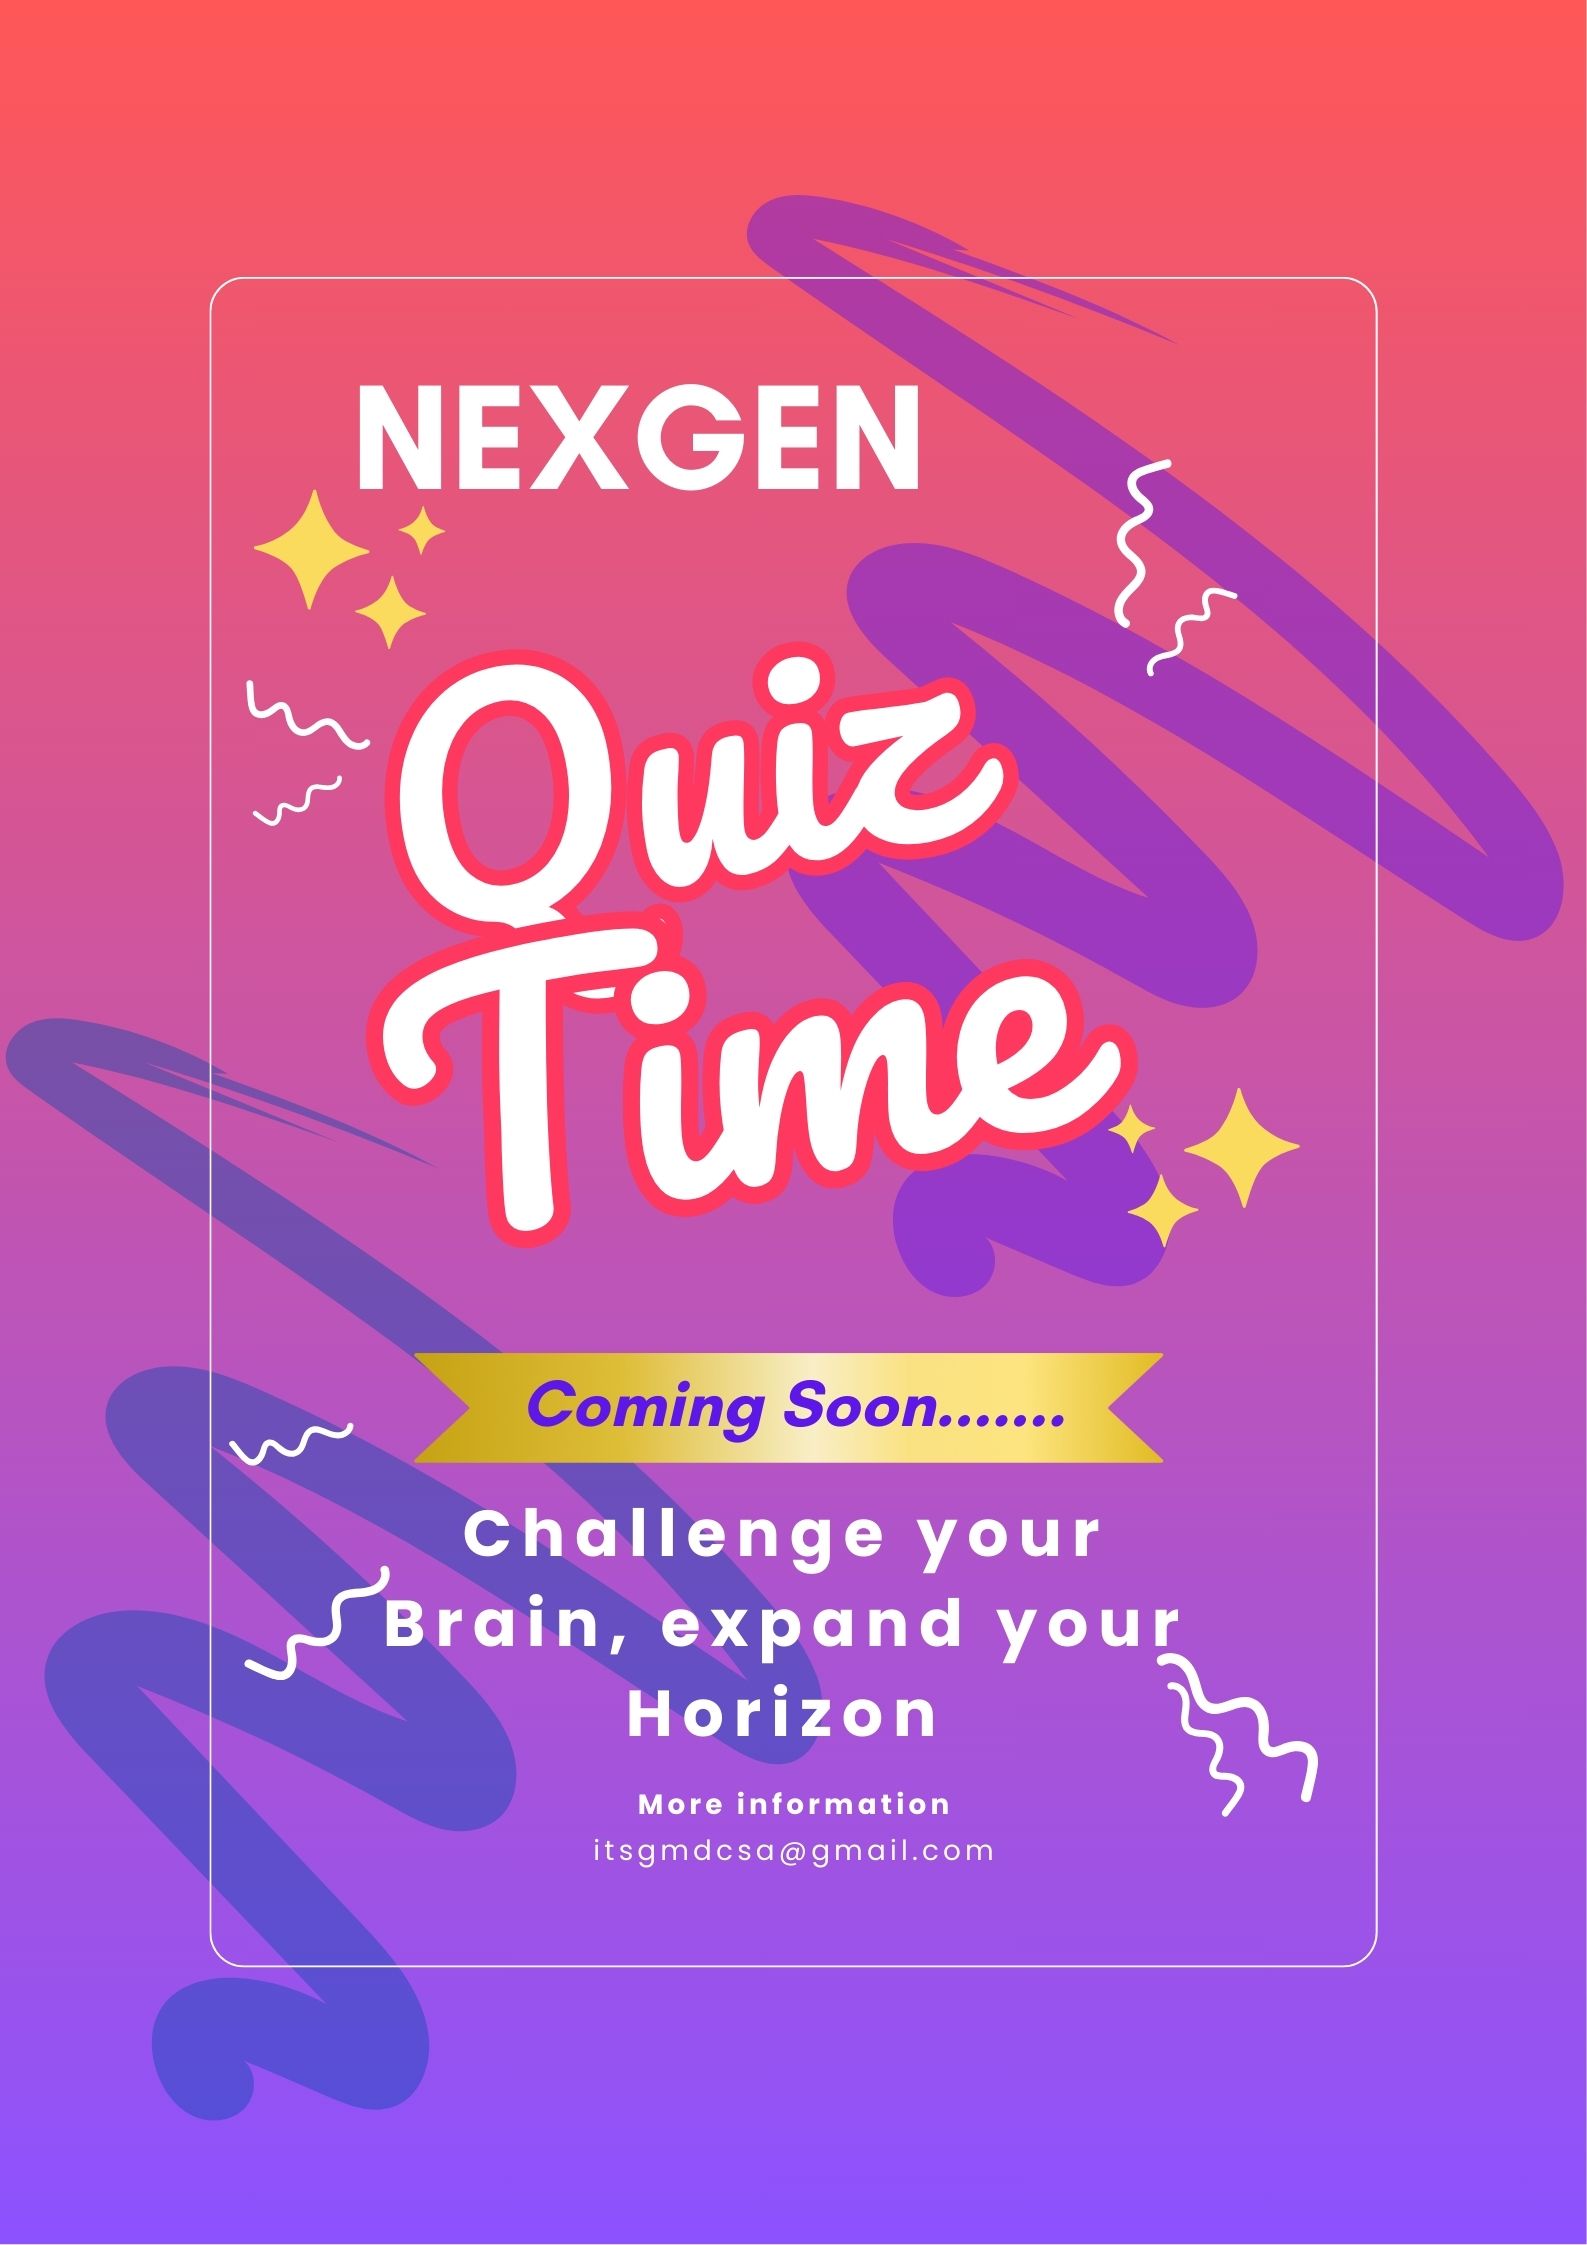 NEXGEN
Quiz
Time
Coming Soon.......
Challenge your
Brain, expand your
Horizon
More information
itsgmdcsa@gmail.com